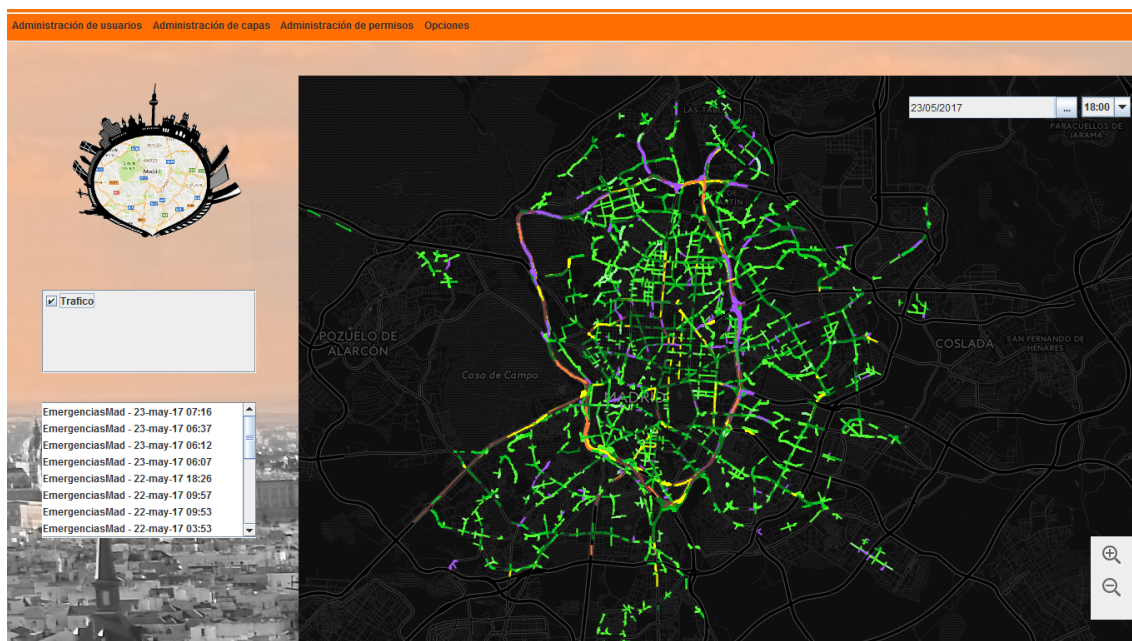 Administración de usuarios Administración de capas Administración de permisos Opciones
23/05/2017 ... 18:00
LAS TA
PARACUELLOS DE
JARAMA
Madrid
Trafico
POZUELO DE
ALARCÓN
Casa de Campo
MADRID
COSLADA
SAN FERNANDO DE
HENARES
EmergenciasMad - 23-may-17 07:16
EmergenciasMad - 23-may-17 06:37
EmergenciasMad - 23-may-17 06:12
EmergenciasMad - 23-may-17 06:07
EmergenciasMad - 22-may-17 18:26
EmergenciasMad - 22-may-17 09:57
EmergenciasMad - 22-may-17 09:53
EmergenciasMad - 22-may-17 03:53